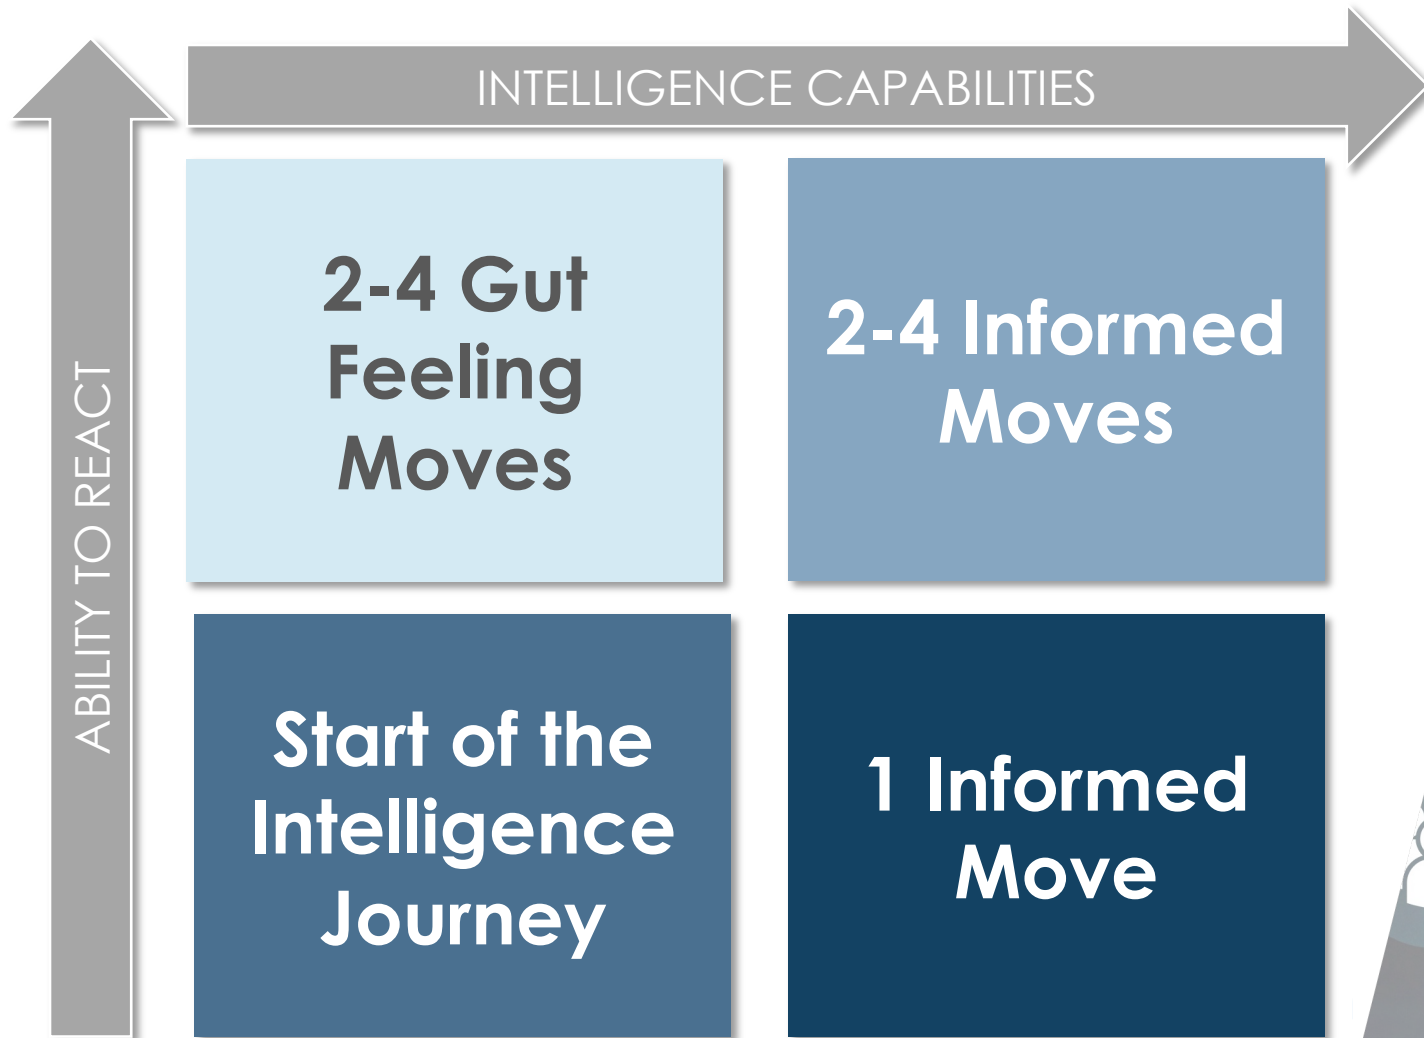 INTELLIGENCE CAPABILITIES
ABILITY TO REACT
2-4 Gut
Feeling
Moves
2-4 Informed
Moves
Start of the
Intelligence
Journey
1 Informed
Move